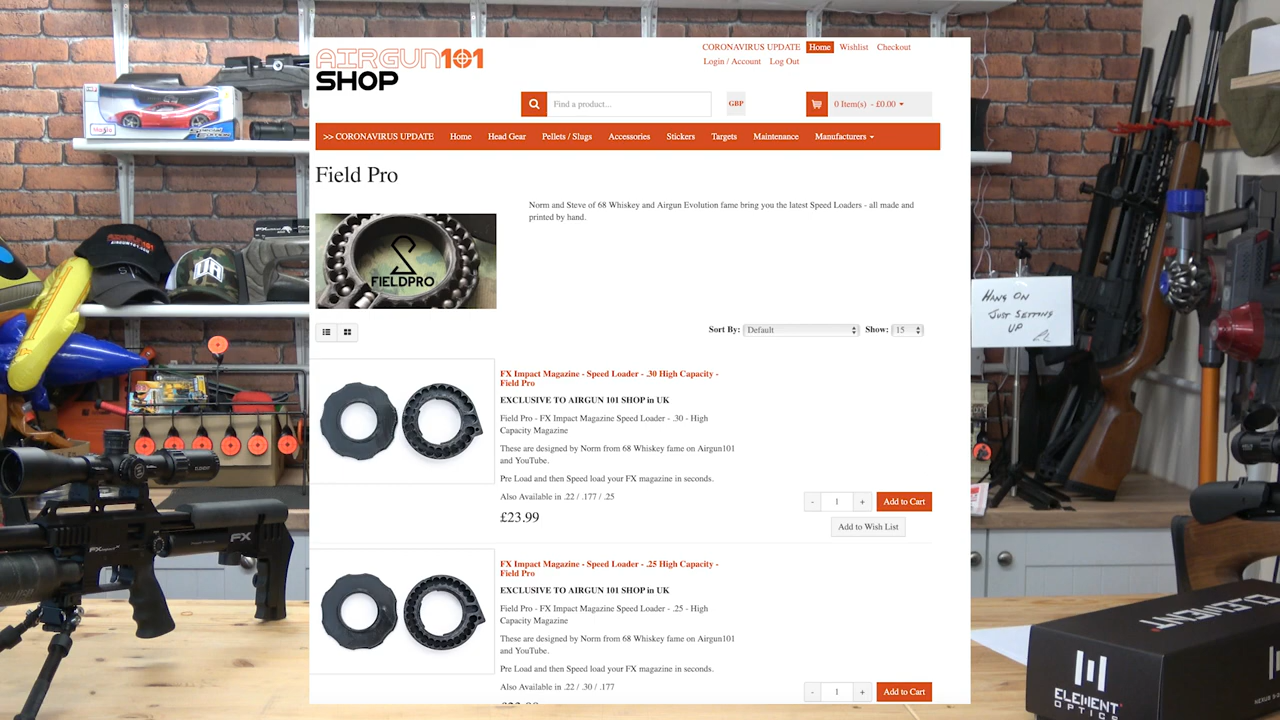 AIRGUN101
SHOP
CORONAVIRUS UPDATE Home Wishlist Checkout
Login / Account Log Out
Find a product...
GBP
0 Item(s) - £0.00
>> CORONAVIRUS UPDATE Home Head Gear Pellets / Slugs Accessories Stickers Targets Maintenance Manufacturers
Field Pro
Norm and Steve of 68 Whiskey and Airgun Evolution fame bring you the latest Speed Loaders - all made and
printed by hand.
FIELDPRO
Sort By: Default Show: 15
FX Impact Magazine - Speed Loader - .30 High Capacity -
Field Pro
EXCLUSIVE TO AIRGUN 101 SHOP in UK
Field Pro - FX Impact Magazine Speed Loader - .30 - High
Capacity Magazine
These are designed by Norm from 68 Whiskey fame on Airgun101
and YouTube.
Pre Load and then Speed load your FX magazine in seconds.
Also Available in .22 / .177 / .25
£23.99
- 1 + Add to Cart
Add to Wish List
FX Impact Magazine - Speed Loader - .25 High Capacity -
Field Pro
EXCLUSIVE TO AIRGUN 101 SHOP in UK
Field Pro - FX Impact Magazine Speed Loader - .25 - High
Capacity Magazine
These are designed by Norm from 68 Whiskey fame on Airgun101
and YouTube.
Pre Load and then Speed load your FX magazine in seconds.
Also Available in .22 / .30 / .177
- 1 + Add to Cart
Maisto
AIRGUN101
HANG ON
JUST SETTING
UP
ELEMENT
FX
FX
ELEMENT
OPTICS
ELEMENT